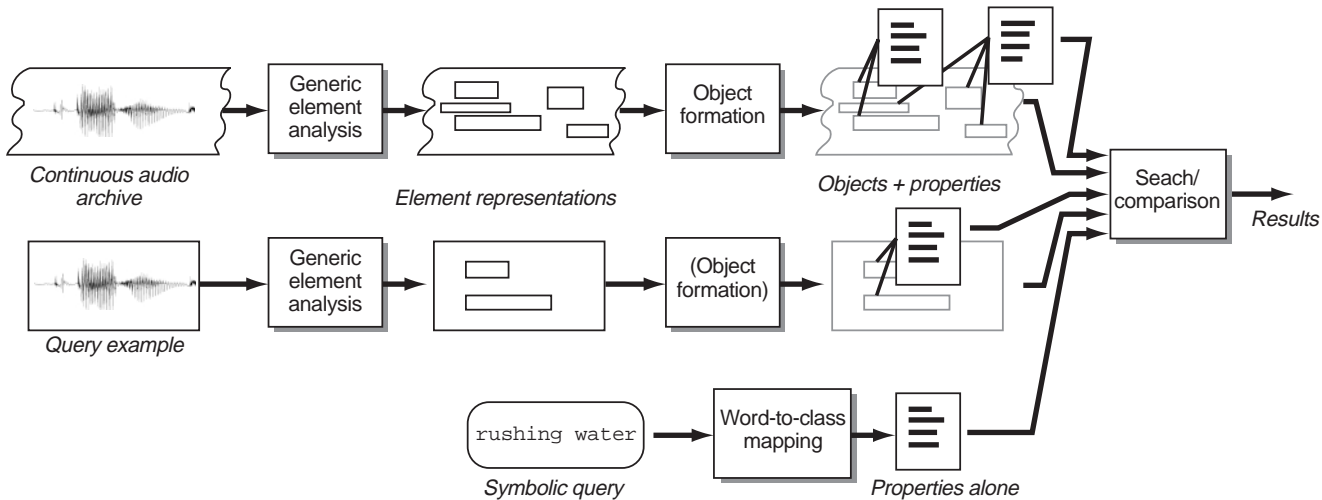 Generic
element
analysis
Object
formation
Continuous audio
archive
Element representations
Objects + properties
Seach/
comparison
Results
Generic
element
analysis
(Object
formation)
Query example
rushing water
Word-to-class
mapping
Symbolic query
Properties alone